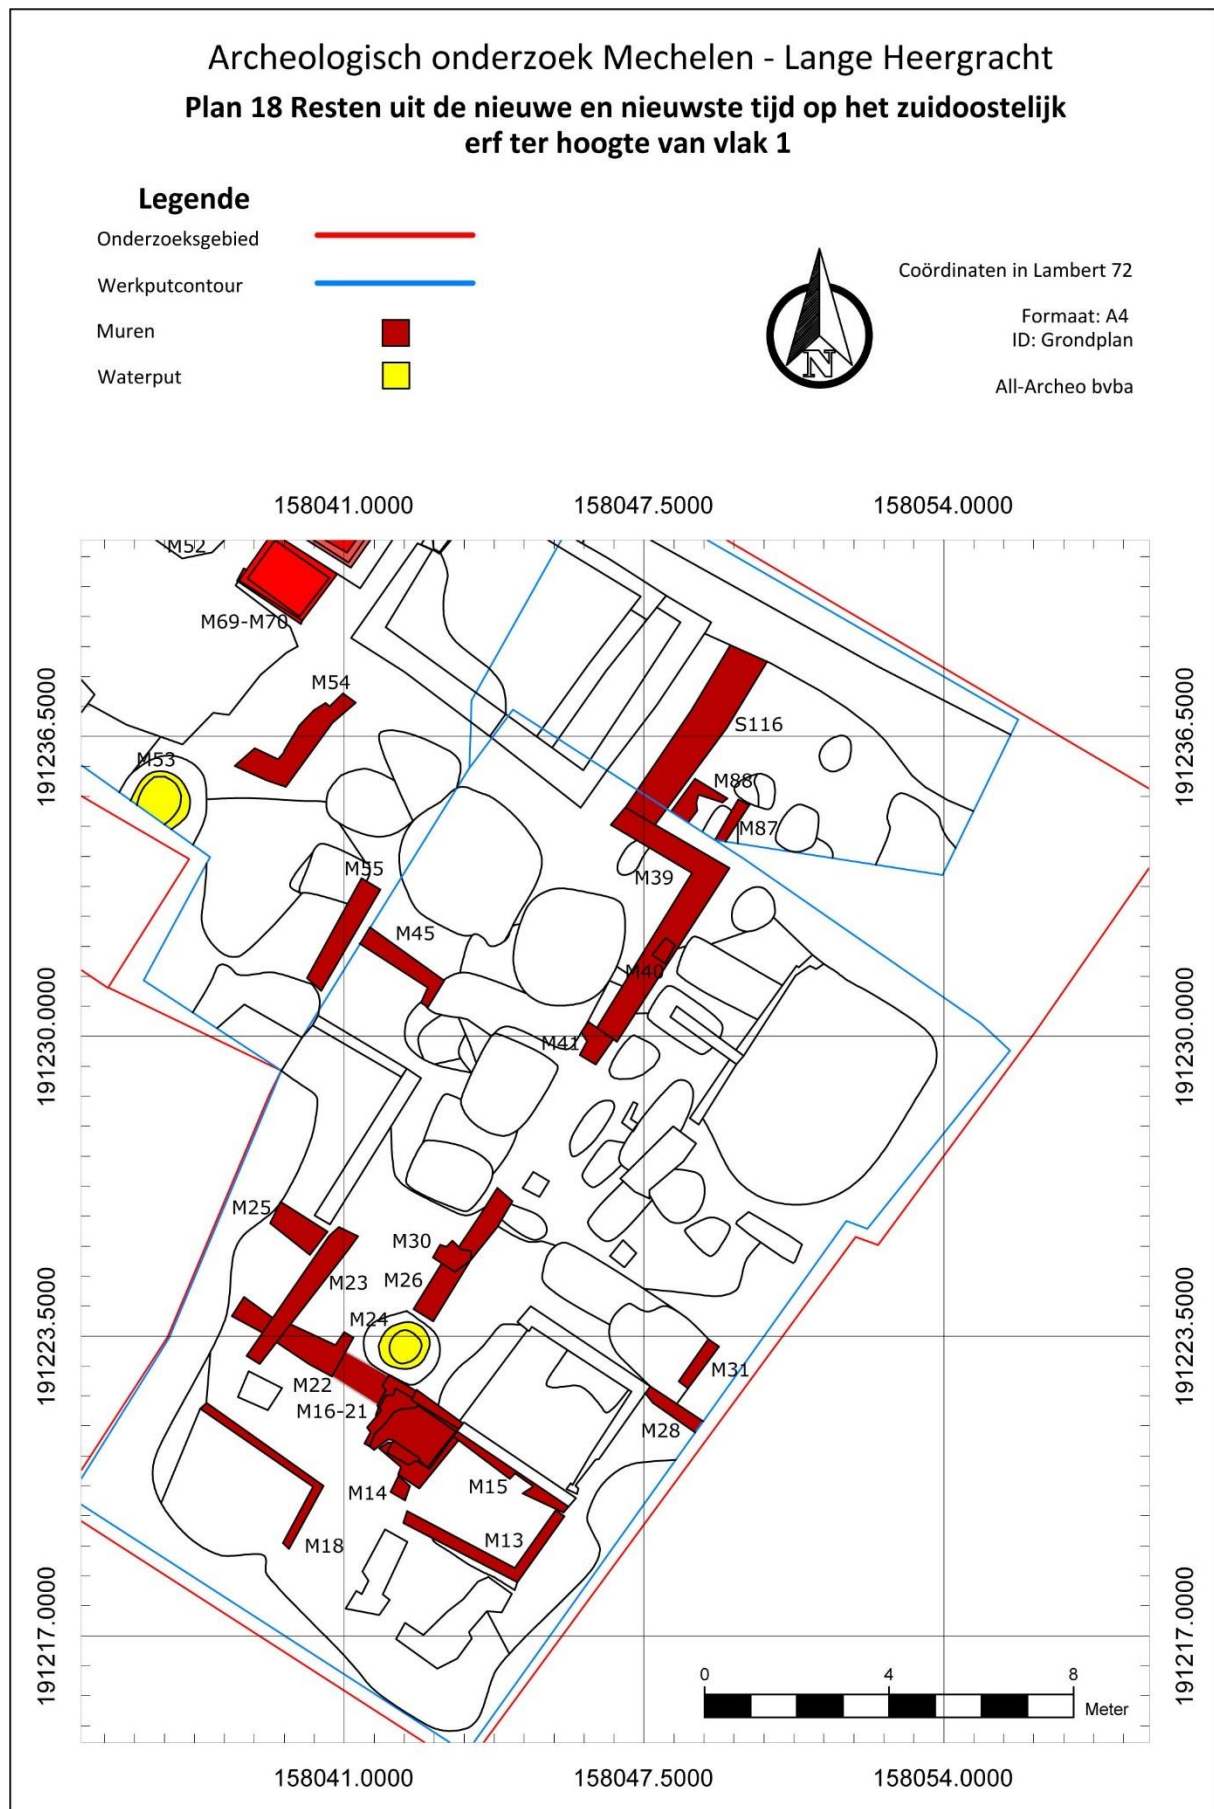 Archeologisch onderzoek Mechelen - Lange Heergracht
Plan 18 Resten uit de nieuwe en nieuwste tijd op het zuidoostelijk
erf ter hoogte van vlak 1
Legende
Onderzoeksgebied
Werkputcontour
Muren
Waterput
N
Coördinaten in Lambert 72
Formaat: A4
ID: Grondplan
All-Archeo bvba
158041.0000
158047.5000
158054.0000
M52
M69-M70
M54
S116
191236.5000
191236.5000
M53
M88
M87
M55
M39
M45
M40
M41
191230.0000
191230.0000
M25
M30
M26
M23
M24
191223.5000
191223.5000
M31
M22
M16-21
M28
M15
M14
M13
M18
191217.0000
191217.0000
0
4
8
Meter
158041.0000
158047.5000
158054.0000